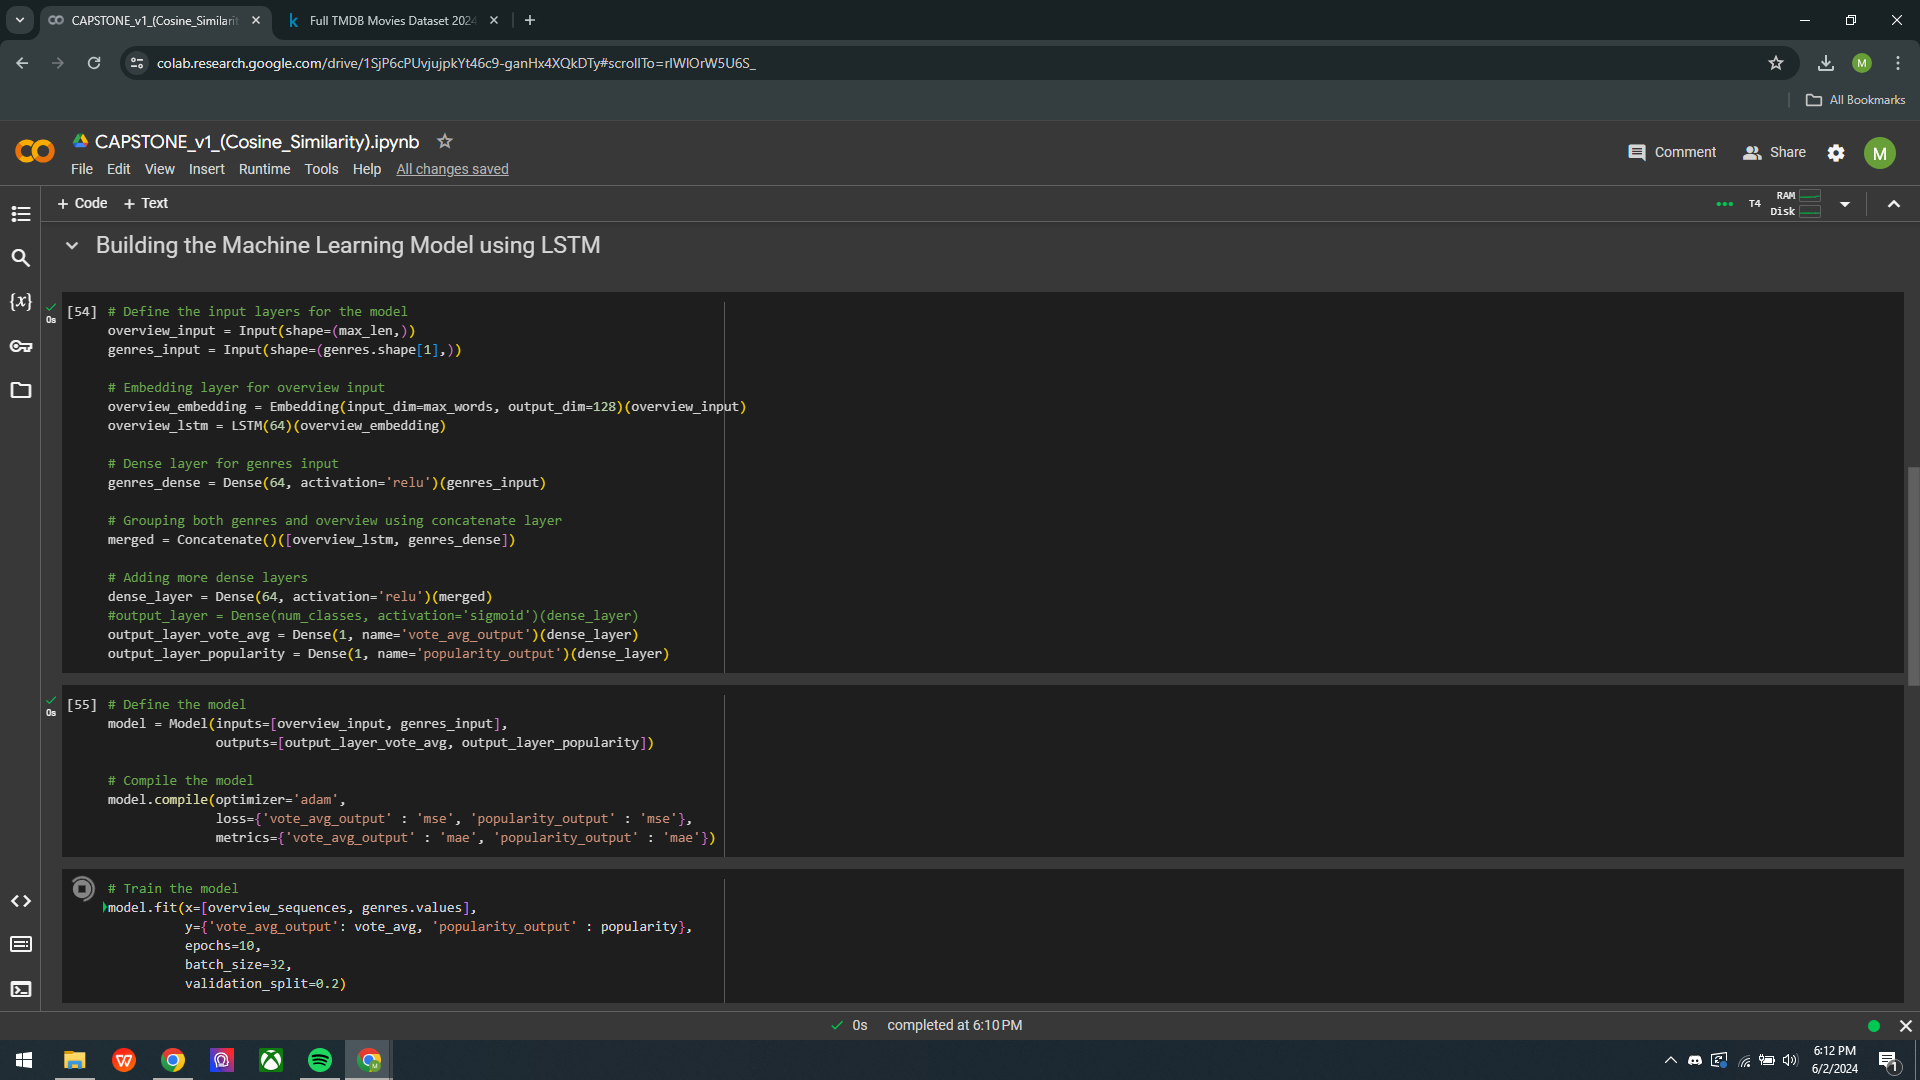 CAPSTONE_v1_(Cosine_Similarit
Full TMDB Movies Dataset 2024
colab.research.google.com/drive/1SjP6cPUvjujpkYt46c9-ganHx4XQkDTy#scrollTo=rIWlOrW5U6S_
M
All Bookmarks
CAPSTONE_v1_(Cosine_Similarity).ipynb
Comment
Share
M
File Edit View Insert Runtime Tools Help All changes saved
+ Code + Text
T4
RAM
Disk
Building the Machine Learning Model using LSTM
0s
[54] # Define the input layers for the model
overview_input = Input(shape=(max_len,))
genres_input = Input(shape=(genres.shape[1],))
# Embedding layer for overview input
overview_embedding = Embedding(input_dim=max_words, output_dim=128)(overview_input)
overview_lstm = LSTM(64)(overview_embedding)
# Dense layer for genres input
genres_dense = Dense(64, activation='relu')(genres_input)
# Grouping both genres and overview using concatenate layer
merged = Concatenate()([overview_lstm, genres_dense])
# Adding more dense layers
dense_layer = Dense(64, activation='relu')(merged)
#output_layer = Dense(num_classes, activation='sigmoid')(dense_layer)
output_layer_vote_avg = Dense(1, name='vote_avg_output')(dense_layer)
output_layer_popularity = Dense(1, name='popularity_output')(dense_layer)
0s
[55] # Define the model
model = Model(inputs=[overview_input, genres_input],
outputs=[output_layer_vote_avg, output_layer_popularity])
# Compile the model
model.compile(optimizer='adam',
loss={'vote_avg_output' : 'mse', 'popularity_output' : 'mse'},
metrics={'vote_avg_output' : 'mae', 'popularity_output' : 'mae'})
# Train the model
model.fit(x=[overview_sequences, genres.values],
y={'vote_avg_output': vote_avg, 'popularity_output' : popularity},
epochs=10,
batch_size=32,
validation_split=0.2)
0s completed at 6:10 PM
6:12 PM
6/2/2024
1